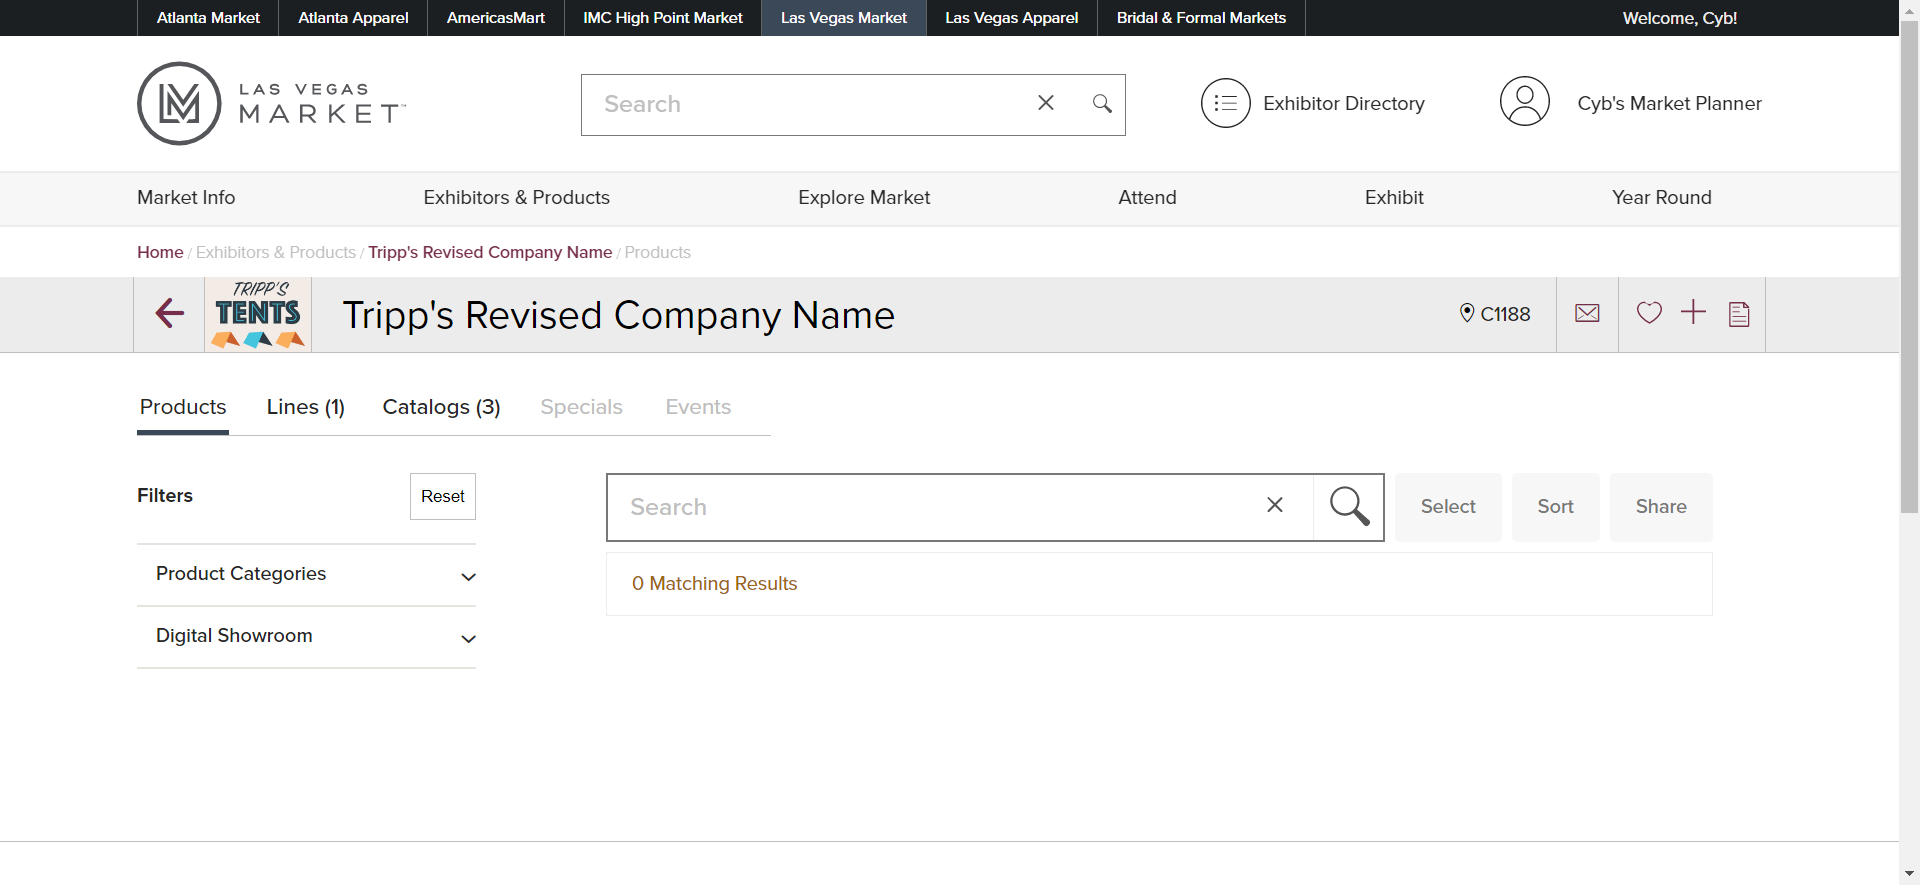 Atlanta Market Atlanta Apparel AmericasMart IMC High Point Market Las Vegas Market Las Vegas Apparel Bridal & Formal Markets Welcome, Cyb!
LAS VEGAS
MARKET™
Search
Exhibitor Directory
Cyb's Market Planner
Market Info Exhibitors & Products Explore Market Attend Exhibit Year Round
Home / Exhibitors & Products / Tripp's Revised Company Name / Products
TRIPP'S
TENTS
Tripp's Revised Company Name
C1188
Products Lines (1) Catalogs (3) Specials Events
Filters
Reset
Product Categories
Digital Showroom
Search
Select Sort Share
0 Matching Results